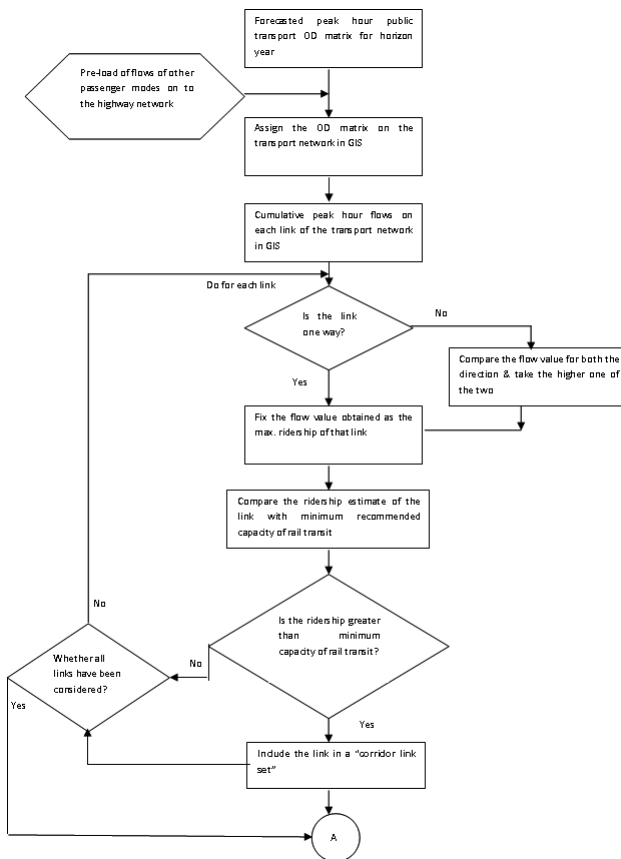 Forecasted peak hour public
transport OD matrix for horizon
year
Pre-load of flows of other
passenger modes on to
the highway network
Assign the OD matrix on the
transport network in GIS
Cumulative peak hour flows on
each link of the transport network
in GIS
Do for each link
Is the link
one way?
No
Compare the flow value for both the
direction & take the higher one of
the two
Yes
Fix the flow value obtained as the
max. ridership of that link
Compare the ridership estimate of the
link with minimum recommended
capacity of rail transit
No
Is the ridership greater
than minimum
capacity of rail transit?
No
Whether all
links have been
considered?
Yes
Yes
Include the link in a "corridor link
set"
A